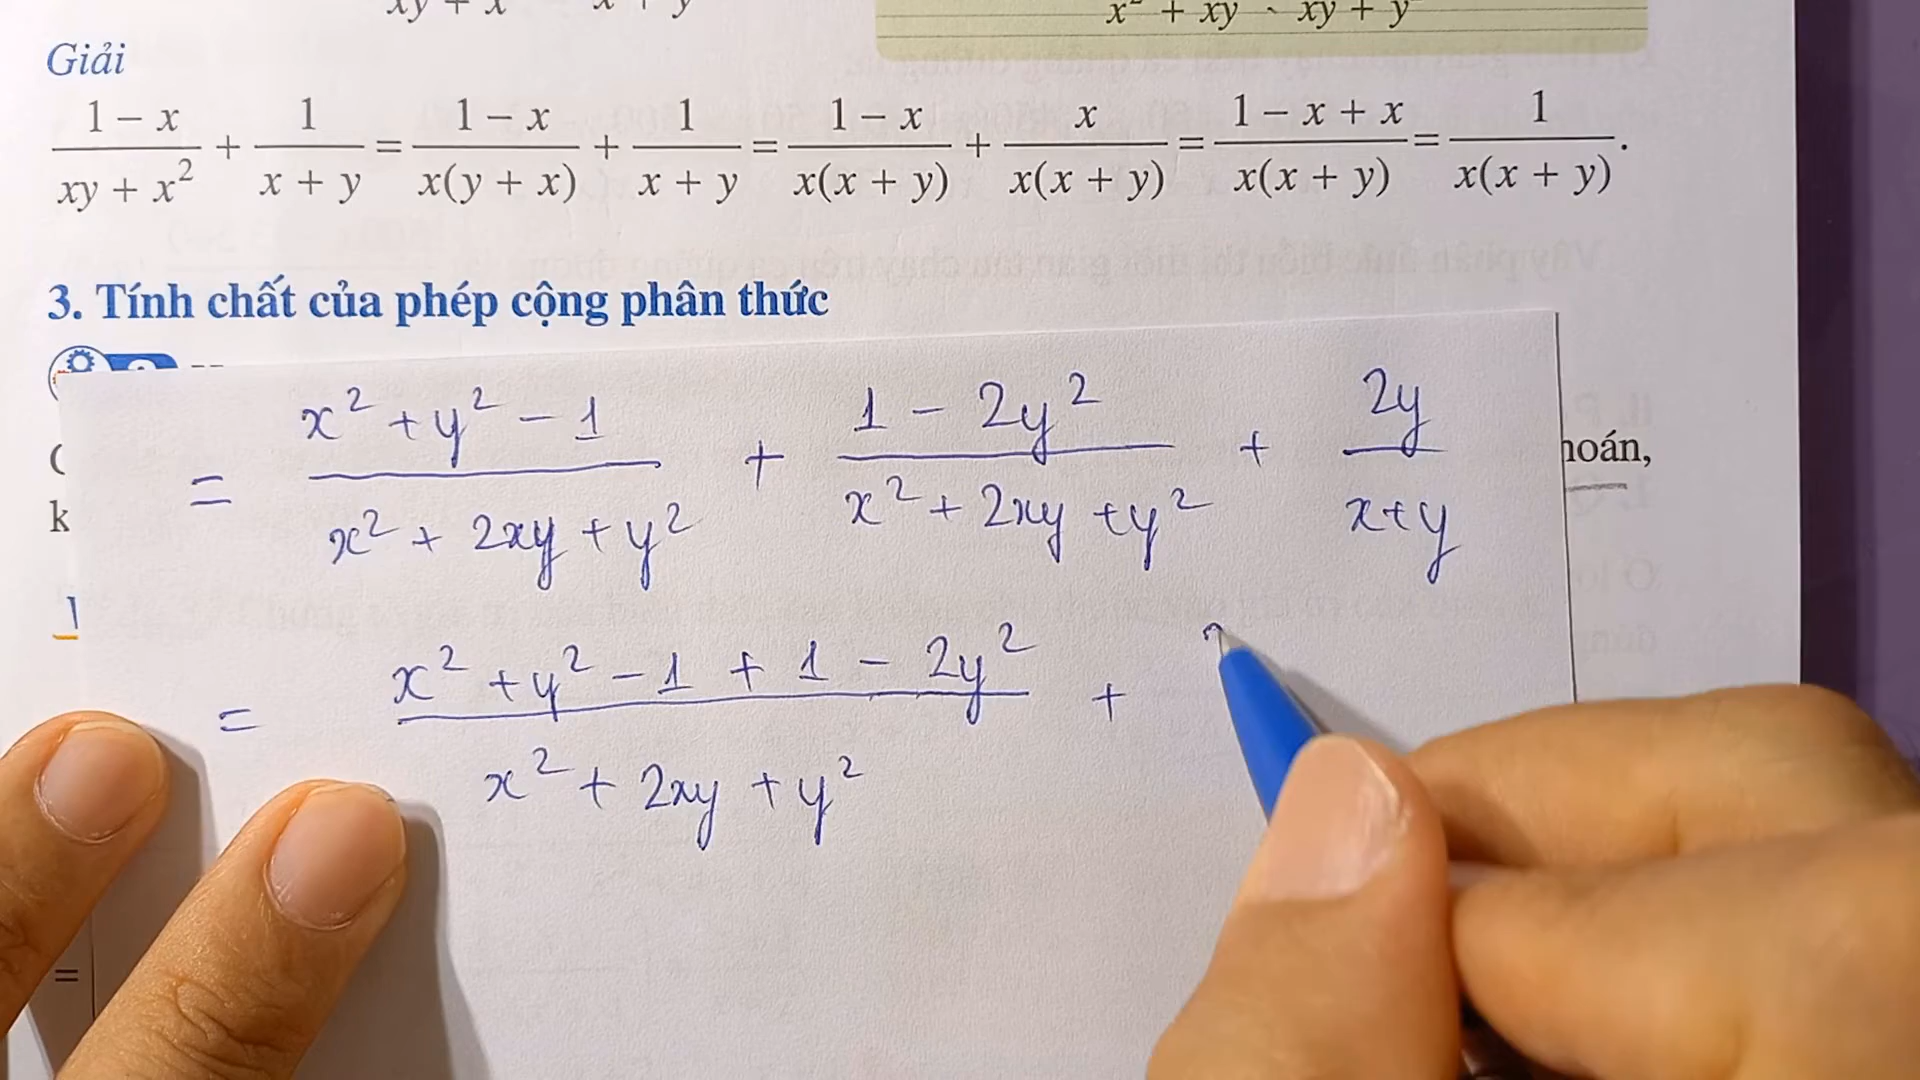 Giải
1 − x / xy + x² + 1 / x + y = 1 − x / x(y + x) + 1 / x + y = 1 − x / x(x + y) + x / x(x + y) = 1 − x + x / x(x + y) = 1 / x(x + y).
3. Tính chất của phép cộng phân thức
= x² + y² − 1 / x² + 2xy + y² + 1 − 2y² / x² + 2xy + y² + 2y / x+y
k
= x² + y² − 1 + 1 − 2y² / x² + 2xy + y² +
=